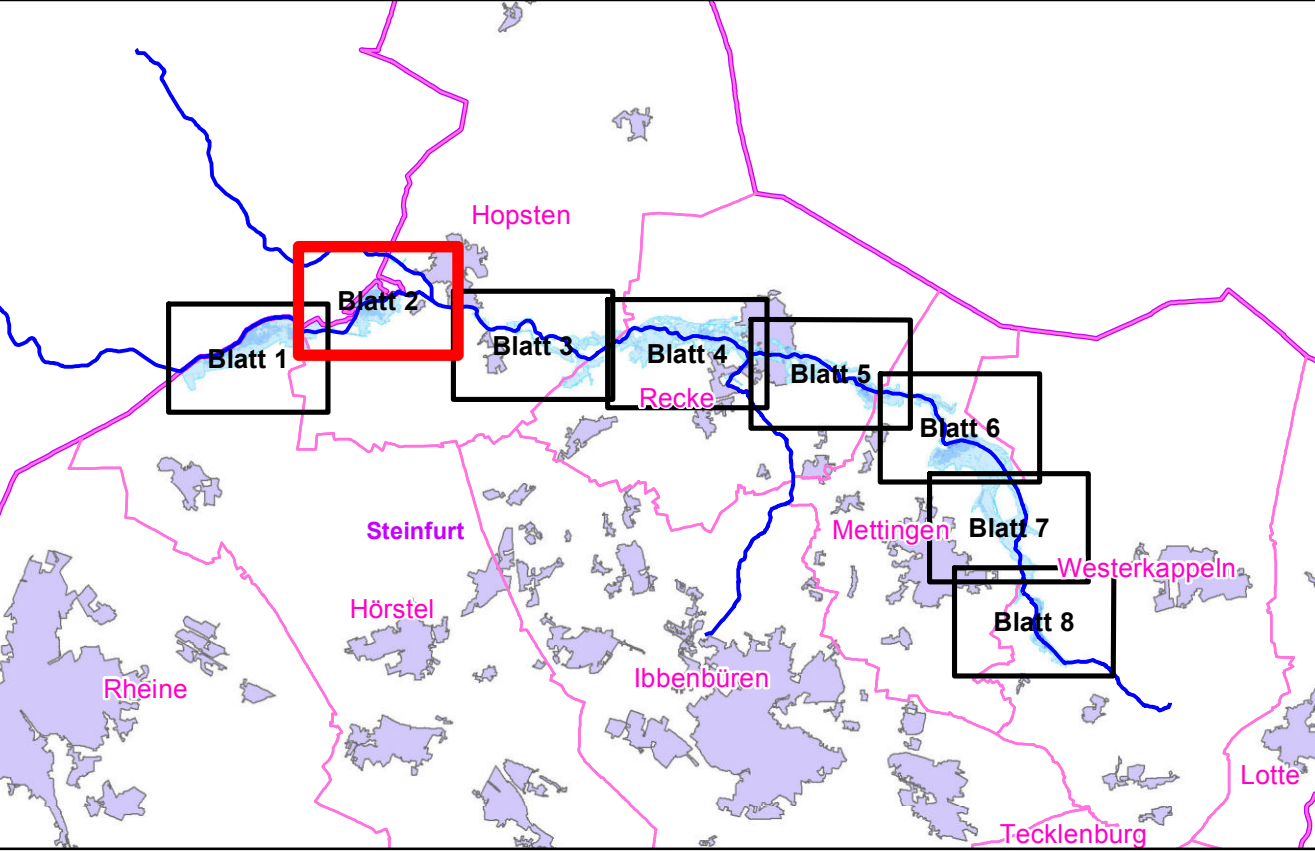 Hopsten
Blatt 2
Blatt 1
Blatt 3
Blatt 4
Blatt 5
Recke
Blatt 6
Steinfurt
Mettingen
Blatt 7
Westerkappeln
Hörstel
Blatt 8
Ibbenbüren
Rheine
Lotte
Tecklenburg